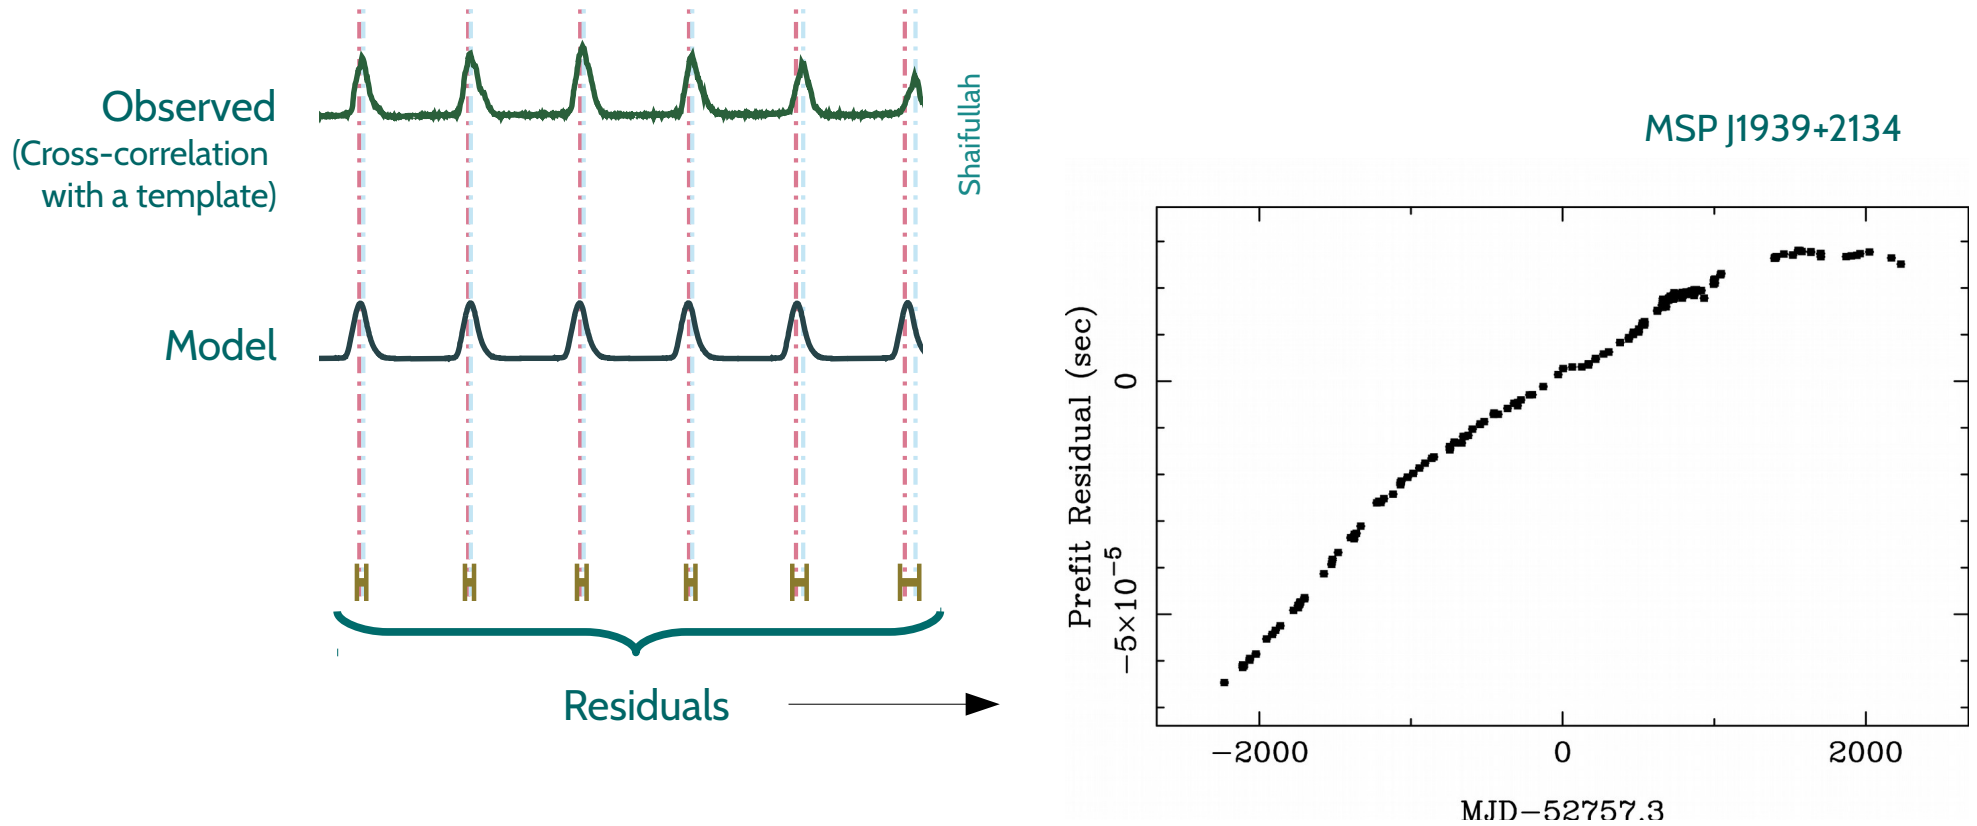 Observed
(Cross-correlation
with a template)
Model
Residuals
Shaifullah
MSP J1939+2134
Prefit Residual (sec)
0
−5×10⁻⁵
−2000
0
2000
MJD−52757.3